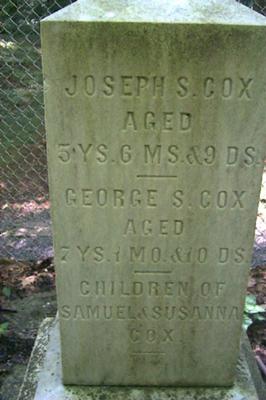 JOSEPH S. COX
AGED
3 YS. 6 MS. & 9 DS.
GEORGE S. COX
AGED
7 YS. 1 MO. & 10 DS.
CHILDREN OF
SAMUEL & SUSANNA
COX.